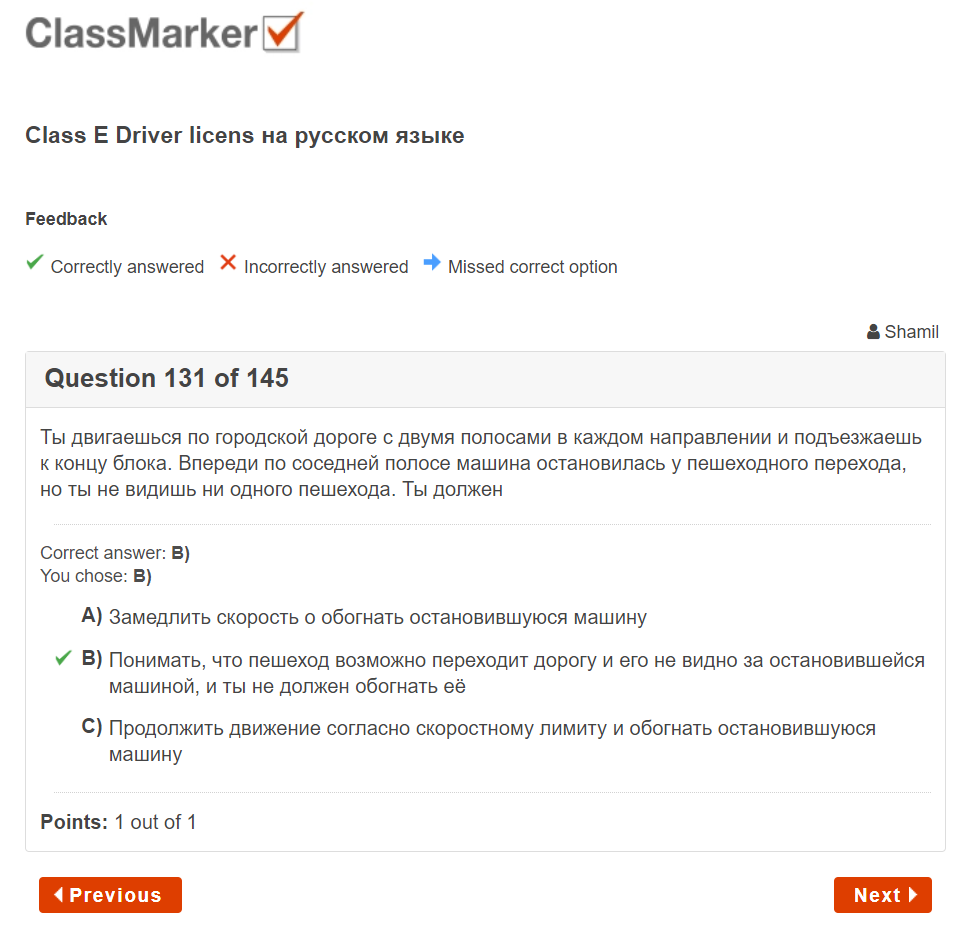 ClassMarker
Class E Driver licens на русском языке
Feedback
Correctly answered Incorrectly answered Missed correct option
Shamil
Question 131 of 145
Ты двигаешься по городской дороге с двумя полосами в каждом направлении и подъезжаешь
к концу блока. Впереди по соседней полосе машина остановилась у пешеходного перехода,
но ты не видишь ни одного пешехода. Ты должен
Correct answer: B)
You chose: B)
A) Замедлить скорость о обогнать остановившуюся машину
B) Понимать, что пешеход возможно переходит дорогу и его не видно за остановившейся
машиной, и ты не должен обогнать её
C) Продолжить движение согласно скоростному лимиту и обогнать остановившуюся
машину
Points: 1 out of 1
Previous Next